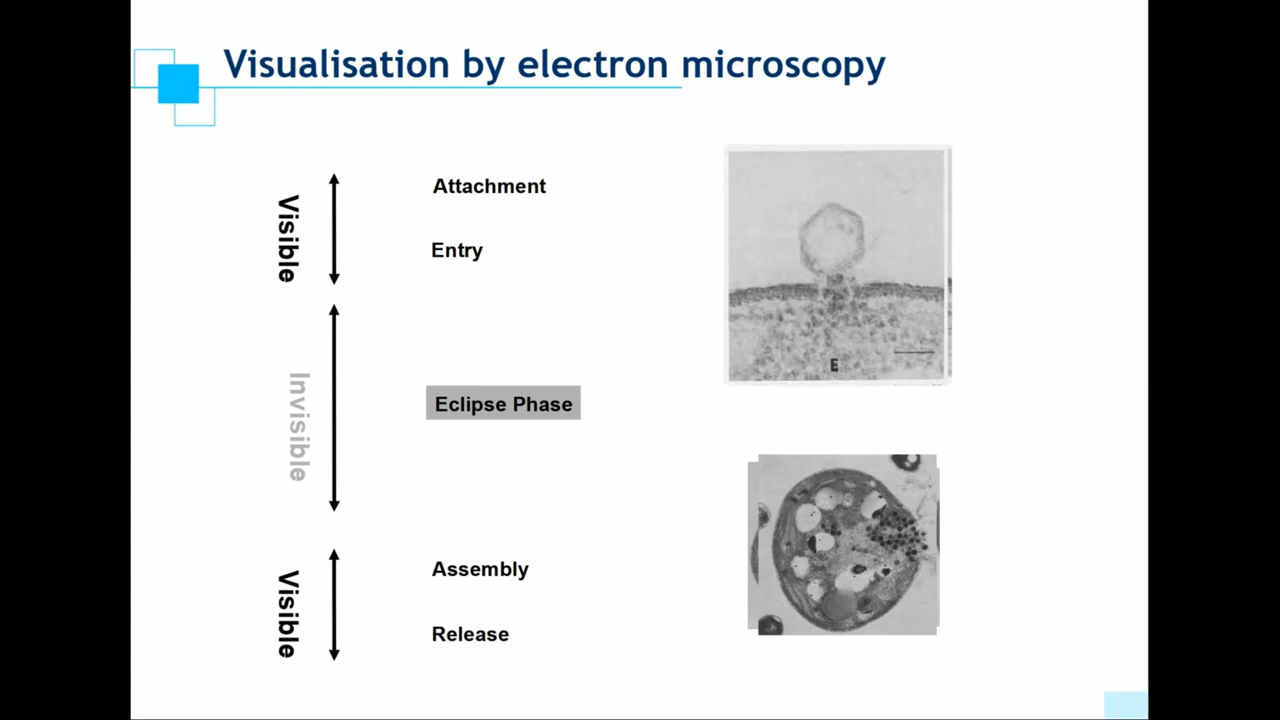 Visualisation by electron microscopy
Visible
Attachment
Entry
Invisible
Eclipse Phase
Visible
Assembly
Release
E